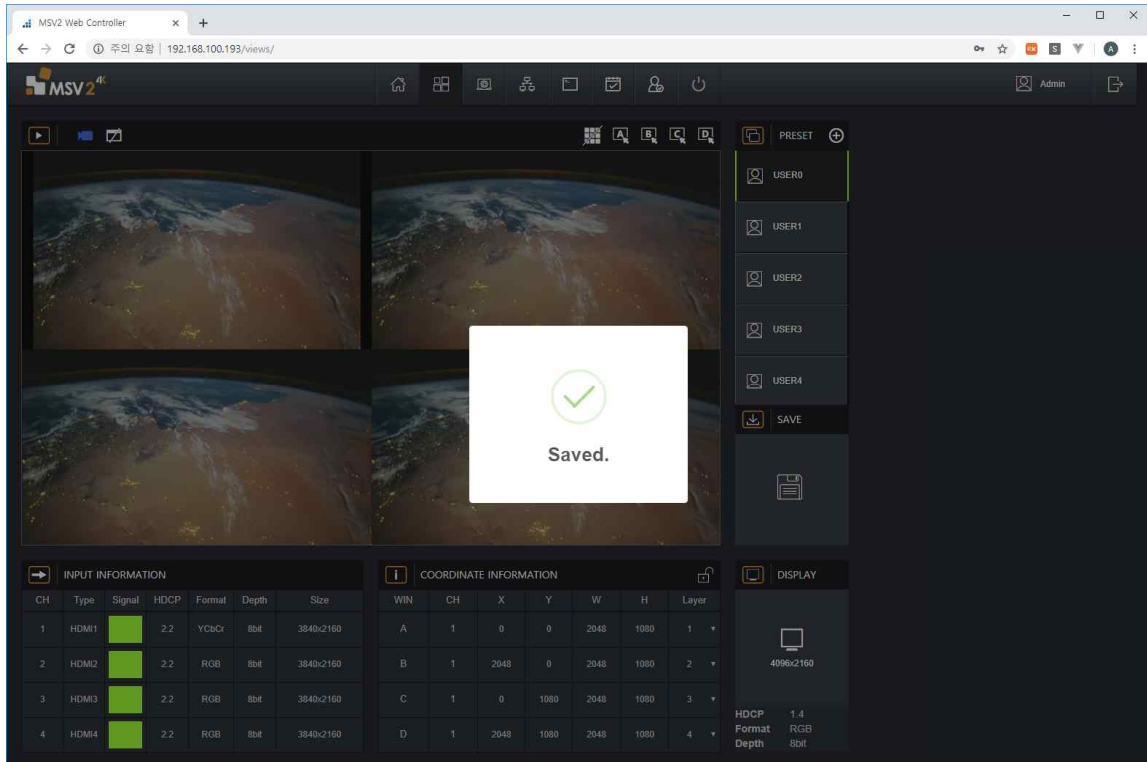 MSV2 Web Controller
주의 요함 | 192.168.100.193/views/
A
MSV2 4K
Admin
A B C D
PRESET
USER0
USER1
USER2
USER3
USER4
SAVE
Saved.
INPUT INFORMATION
CH Type Signal HDCP Format Depth Size
1 HDMI1 2.2 YCbCr 8bit 3840x2160
2 HDMI2 2.2 RGB 8bit 3840x2160
3 HDMI3 2.2 RGB 8bit 3840x2160
4 HDMI4 2.2 RGB 8bit 3840x2160
COORDINATE INFORMATION
WIN CH X Y W H Layer
A 1 0 0 2048 1080 1
B 1 2048 0 2048 1080 2
C 1 0 1080 2048 1080 3
D 1 2048 1080 2048 1080 4
DISPLAY
4096x2160
HDCP 1.4
Format RGB
Depth 8bit